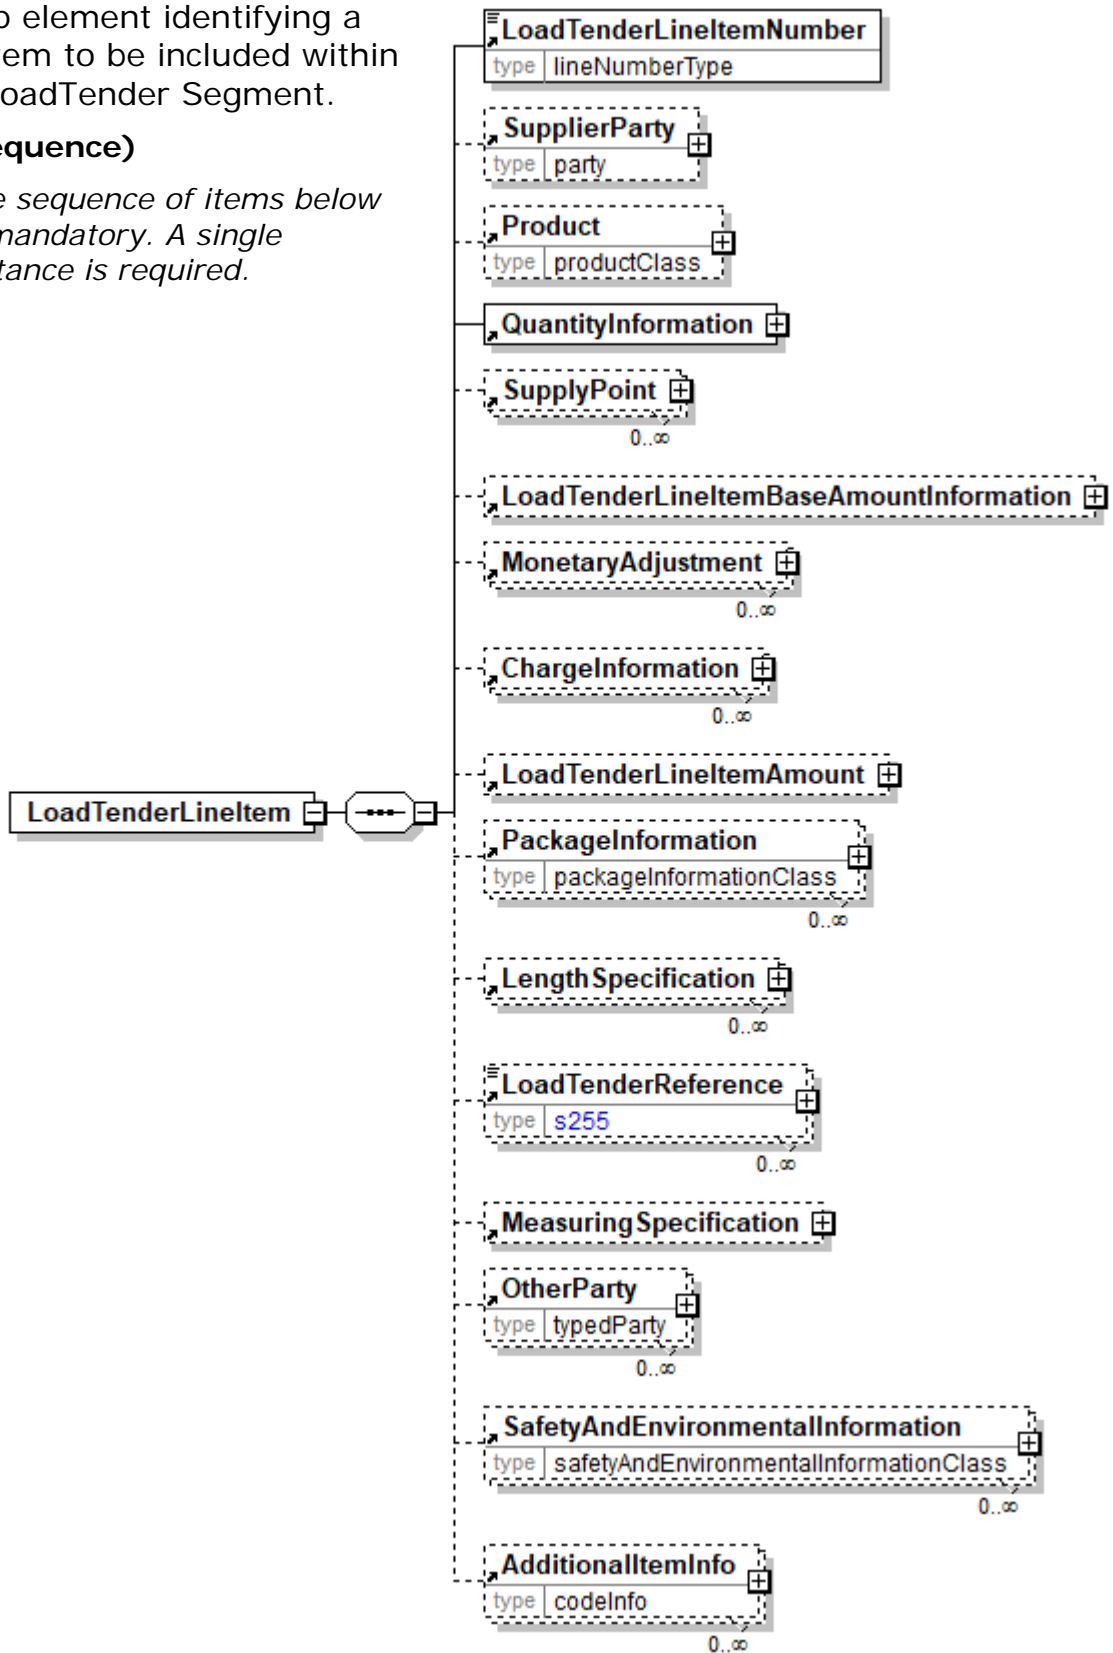 p element identifying a
em to be included within
oadTender Segment.
equence)
e sequence of items below
mandatory. A single
tance is required.
LoadTenderLineItem
LoadTenderLineItemNumber
type lineNumberType
SupplierParty
type party
Product
type productClass
QuantityInformation
SupplyPoint
0..∞
LoadTenderLineItemBaseAmountInformation
MonetaryAdjustment
0..∞
ChargeInformation
0..∞
LoadTenderLineItemAmount
PackageInformation
type packageInformationClass
0..∞
LengthSpecification
0..∞
LoadTenderReference
type s255
0..∞
MeasuringSpecification
OtherParty
type typedParty
0..∞
SafetyAndEnvironmentalInformation
type safetyAndEnvironmentalInformationClass
0..∞
AdditionalItemInfo
type codeInfo
0..∞